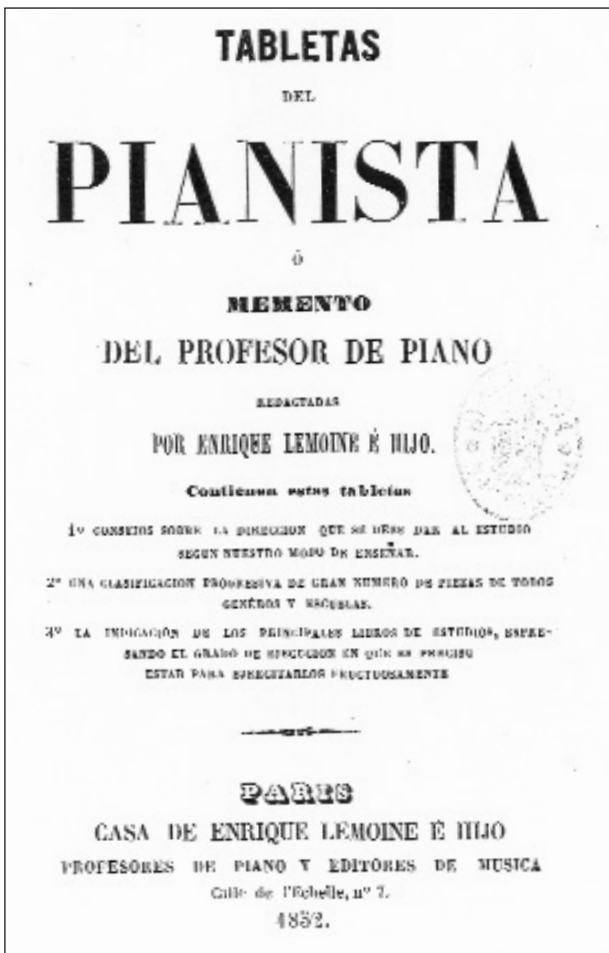 TABLETAS
DEL
PIANISTA
Ó
MEMENTO
DEL PROFESOR DE PIANO
REDACTADAS
POR ENRIQUE LEMOINE É HIJO.
Contienen estas tabletas
1º CONSEJOS SOBRE LA DIRECCION QUE SE DEBE DAR AL ESTUDIO
SEGUN NUESTRO MODO DE ENSEÑAR.
2º UNA CLASIFICACION PROGRESIVA DE GRAN NUMERO DE PIEZAS DE TODOS
GENÉROS Y ESCUELAS.
3º LA INDICACIÓN DE LOS PRINCIPALES LIBROS DE ESTUDIOS, ESPRE-
SANDO EL GRADO DE EJECUCION EN QUE ES PRECISO
ESTAR PARA EJERCITARLOS FRUCTUOSAMENTE
PARIS
CASA DE ENRIQUE LEMOINE É HIJO
PROFESORES DE PIANO Y EDITORES DE MUSICA
Calle de l'Echelle, nº 7.
1852.